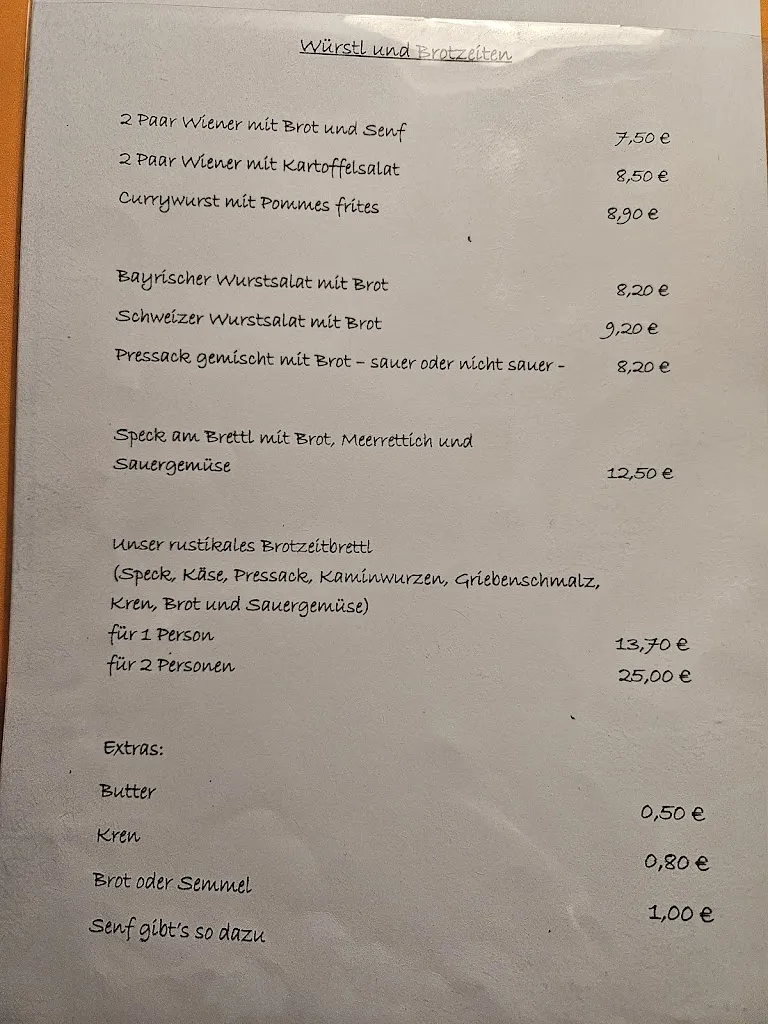 Würstl und Brotzeiten
2 Paar Wiener mit Brot und Senf 7,50 €
2 Paar Wiener mit Kartoffelsalat 8,50 €
Currywurst mit Pommes frites 8,90 €
Bayrischer Wurstsalat mit Brot 8,20 €
Schweizer Wurstsalat mit Brot 9,20 €
Pressack gemischt mit Brot – sauer oder nicht sauer - 8,20 €
Speck am Brettl mit Brot, Meerrettich und
Sauergemüse 12,50 €
Unser rustikales Brotzeitbrettl
(Speck, Käse, Pressack, Kaminwurzen, Griebenschmalz,
Kren, Brot und Sauergemüse)
für 1 Person 13,70 €
für 2 Personen 25,00 €
Extras:
Butter 0,50 €
Kren 0,80 €
Brot oder Semmel 1,00 €
Senf gibt's so dazu